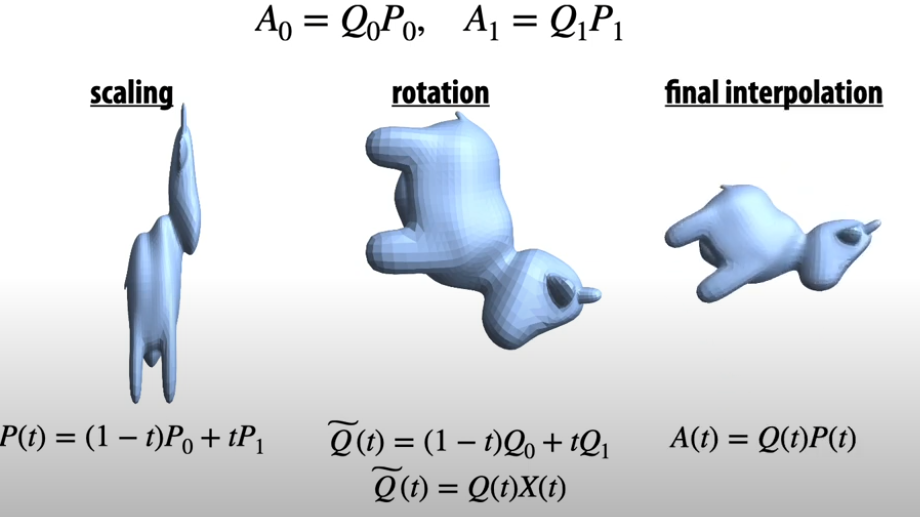 A₀ = Q₀P₀, A₁ = Q₁P₁
scaling
rotation
final interpolation
P(t) = (1 − t)P₀ + tP₁
Q̃(t) = (1 − t)Q₀ + tQ₁
A(t) = Q(t)P(t)
Q̃(t) = Q(t)X(t)